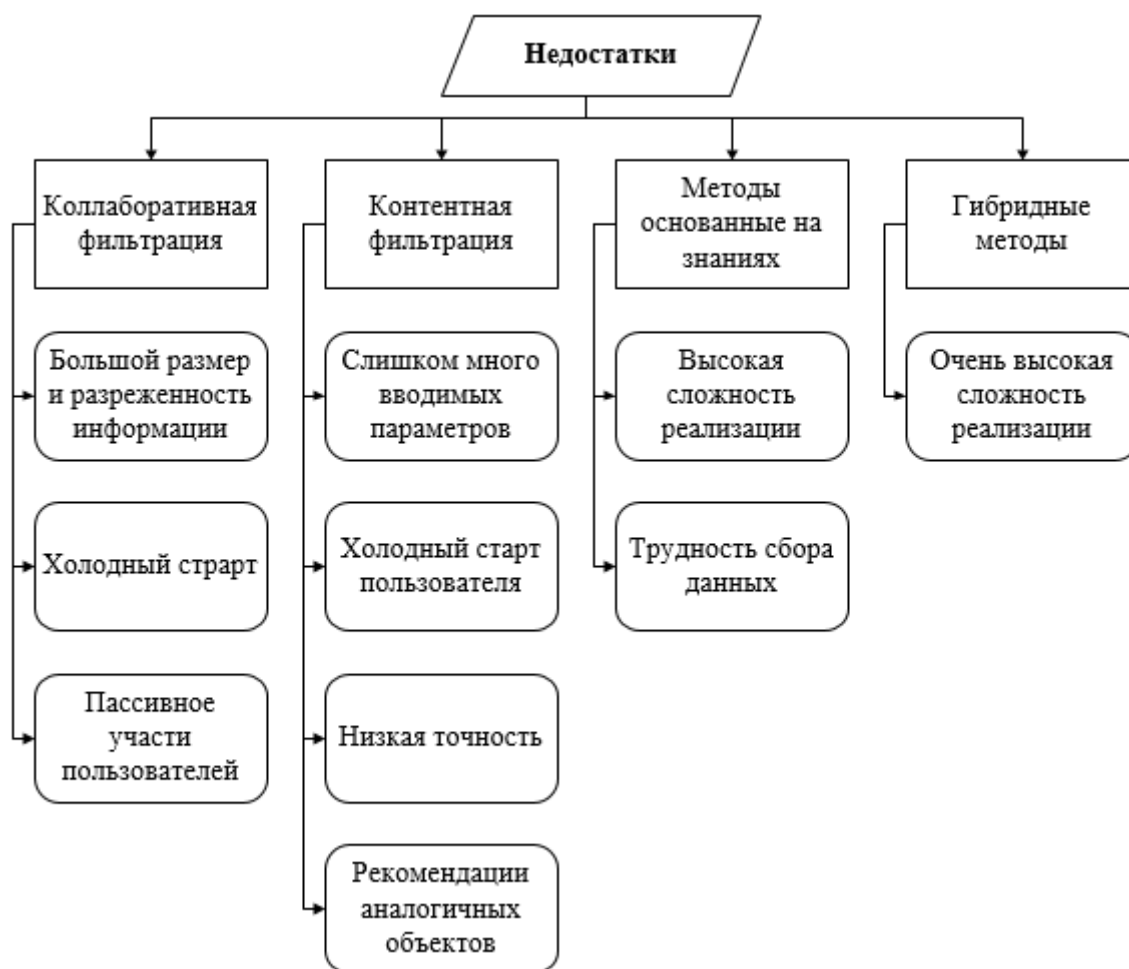 Недостатки
Коллаборативная
фильтрация
Контентная
фильтрация
Методы
основанные на
знаниях
Гибридные
методы
Большой размер
и разреженность
информации
Слишком много
вводимых
параметров
Высокая
сложность
реализации
Очень высокая
сложность
реализации
Холодный страрт
Холодный старт
пользователя
Трудность сбора
данных
Пассивное
участи
пользователей
Низкая точность
Рекомендации
аналогичных
объектов